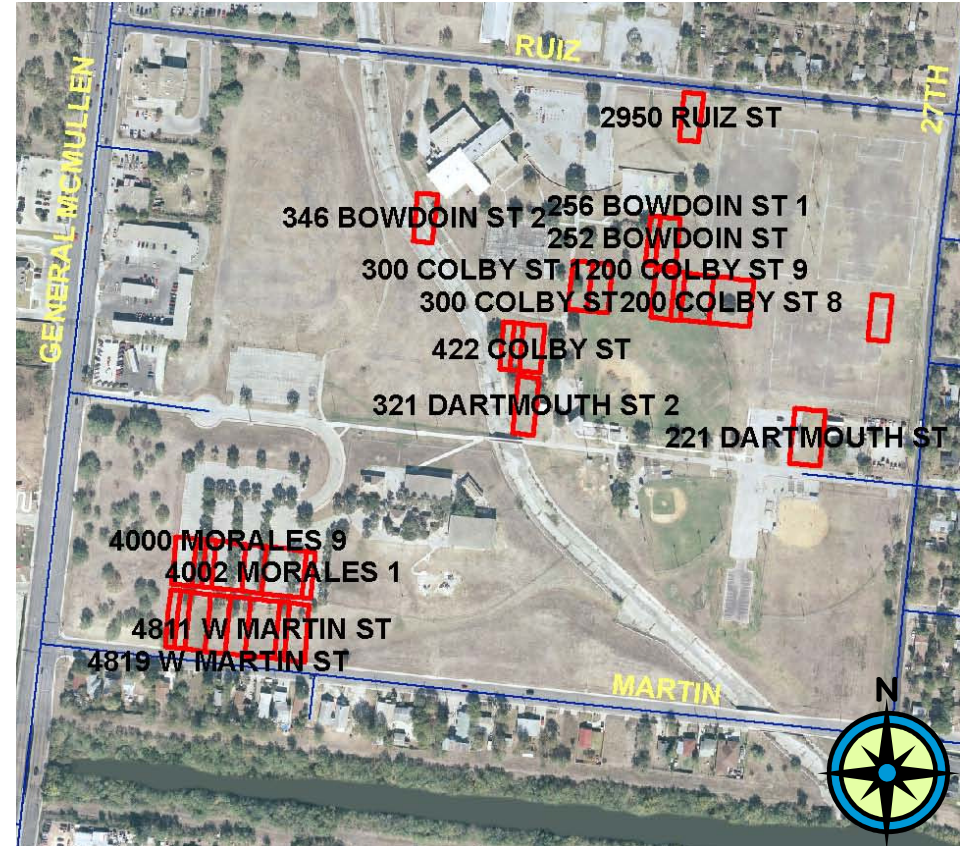 RUIZ
GENERAL MCMULLEN
27TH
2950 RUIZ ST
256 BOWDOIN ST 1
346 BOWDOIN ST 2
252 BOWDOIN ST
300 COLBY ST 1200 COLBY ST 9
300 COLBY ST200 COLBY ST 8
422 COLBY ST
321 DARTMOUTH ST 2
221 DARTMOUTH ST
4000 MORALES 9
4002 MORALES 1
4811 W MARTIN ST
4819 W MARTIN ST
MARTIN
N